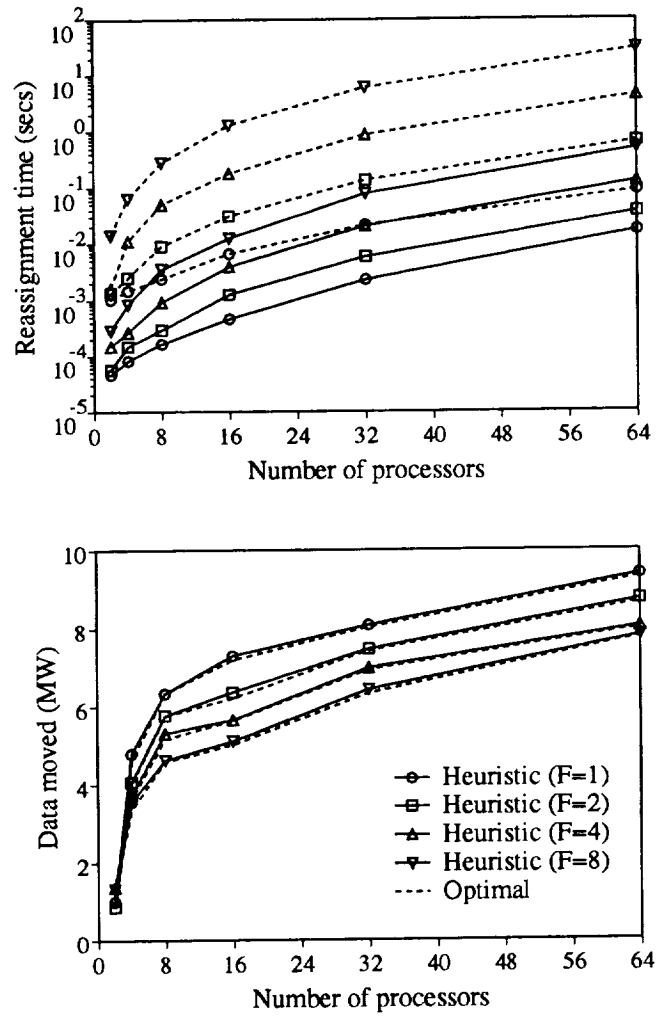 10^2
10^1
10^0
10^-1
10^-2
10^-3
10^-4
10^-5
Reassignment time (secs)
0 8 16 24 32 40 48 56 64
Number of processors
10
8
6
4
2
0
Data moved (MW)
Heuristic (F=1)
Heuristic (F=2)
Heuristic (F=4)
Heuristic (F=8)
Optimal
0 8 16 24 32 40 48 56 64
Number of processors